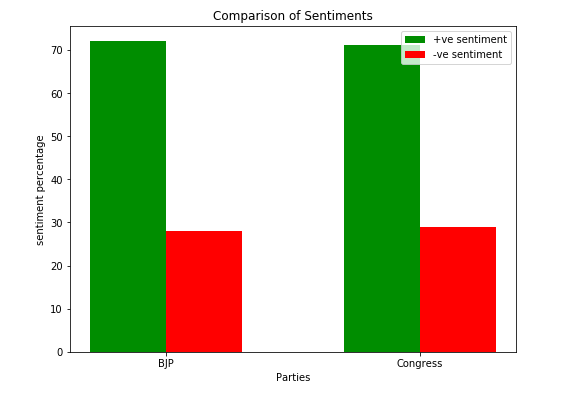 Comparison of Sentiments
+ve sentiment
-ve sentiment
70
60
50
40
30
20
10
0
sentiment percentage
BJP
Congress
Parties